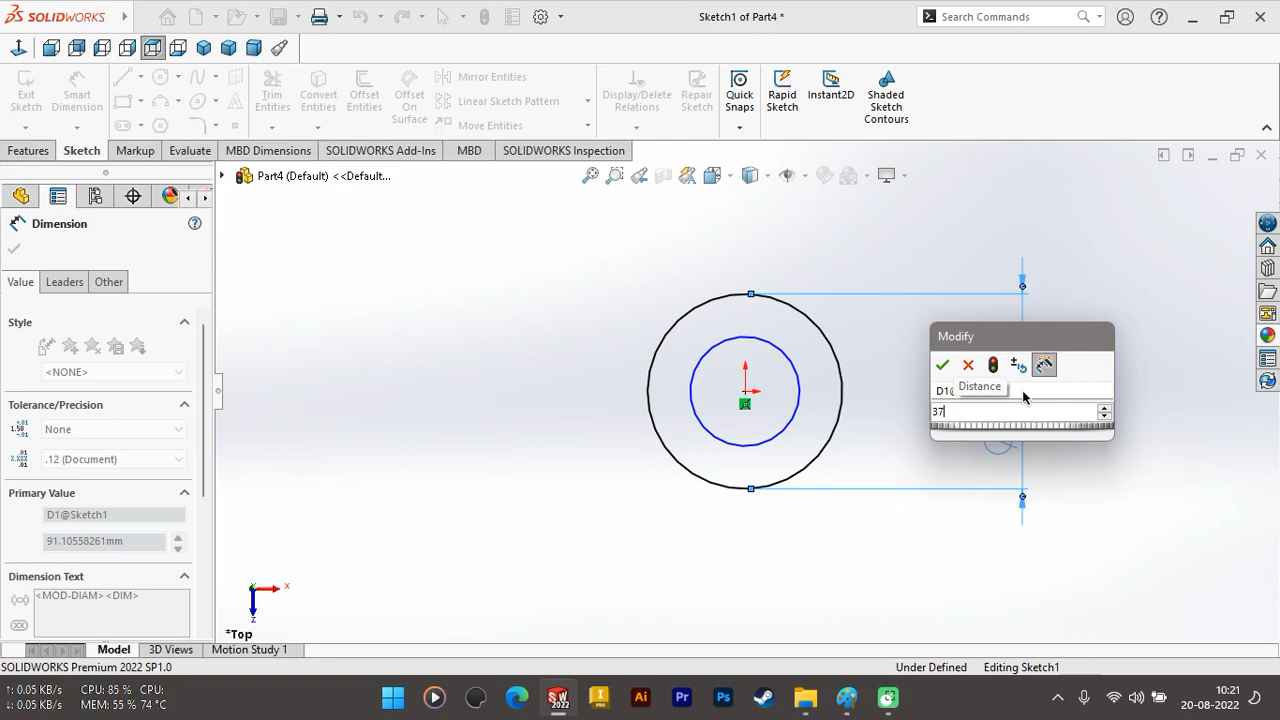 SOLIDWORKS
Sketch1 of Part4 *
Search Commands
Exit Sketch
Smart Dimension
Trim Entities
Convert Entities
Offset Entities
Offset On Surface
Mirror Entities
Linear Sketch Pattern
Move Entities
Display/Delete Relations
Repair Sketch
Quick Snaps
Rapid Sketch
Instant2D
Shaded Sketch Contours
Features
Sketch
Markup
Evaluate
MBD Dimensions
SOLIDWORKS Add-Ins
MBD
SOLIDWORKS Inspection
Part4 (Default) <<Default...
Dimension
Value
Leaders
Other
Style
<NONE>
Tolerance/Precision
None
.12 (Document)
Primary Value
D1@Sketch1
91.10558261mm
Dimension Text
<MOD-DIAM><DIM>
Modify
D1@
Distance
37
x
z
*Top
Model
3D Views
Motion Study 1
SOLIDWORKS Premium 2022 SP1.0
Under Defined
Editing Sketch1
↑: 0.05 KB/s
↓: 0.05 KB/s
CPU: 85 %
MEM: 55 %
CPU:
41°C
10:21
20-08-2022